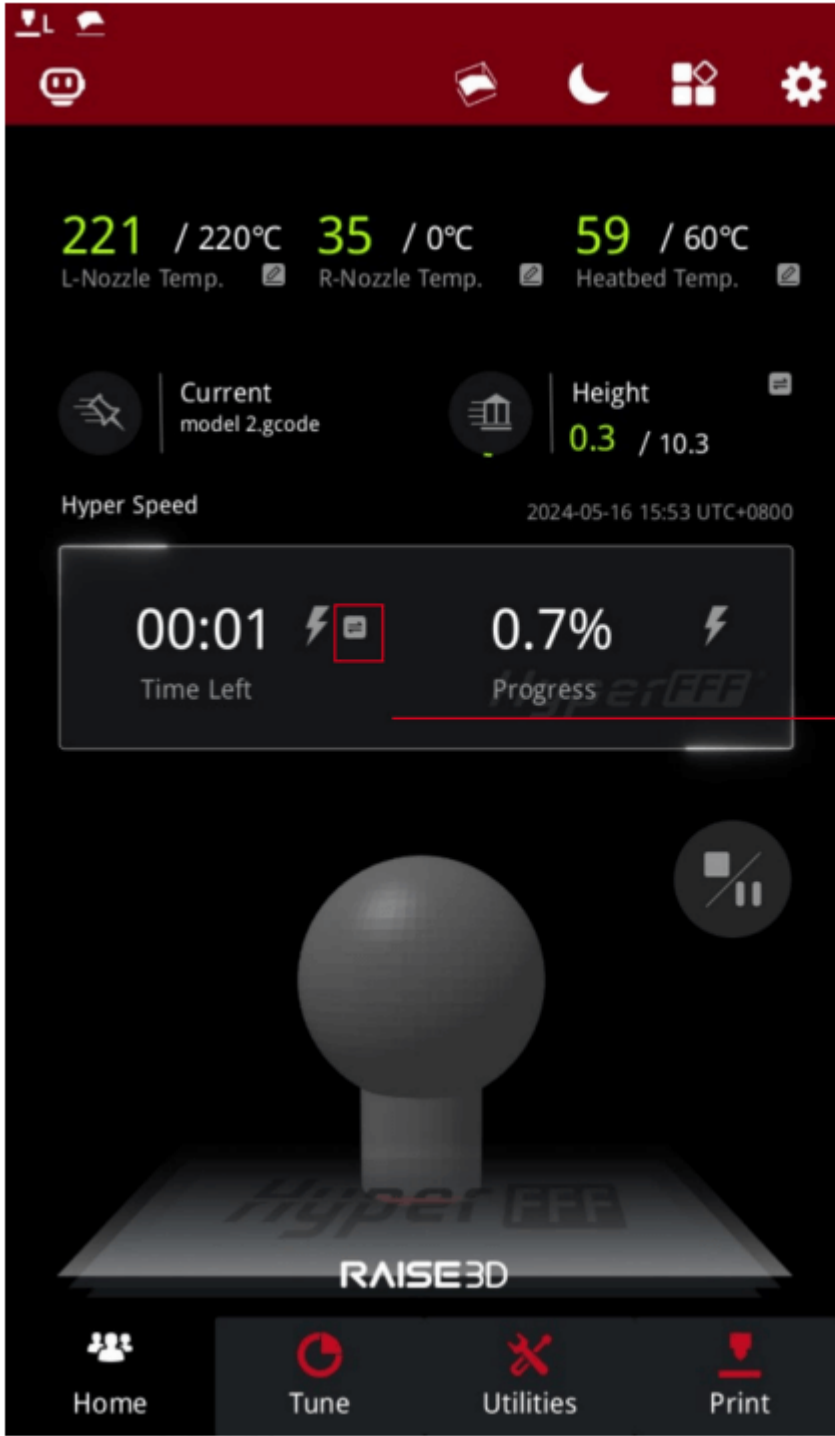 L
221 / 220℃ 35 / 0℃ 59 / 60℃
L-Nozzle Temp. R-Nozzle Temp. Heatbed Temp.
Current
model 2.gcode
Height
0.3 / 10.3
Hyper Speed
2024-05-16 15:53 UTC+0800
00:01 0.7%
Time Left Progress
HyperFFF
Hyper FFF
RAISE3D
Home Tune Utilities Print